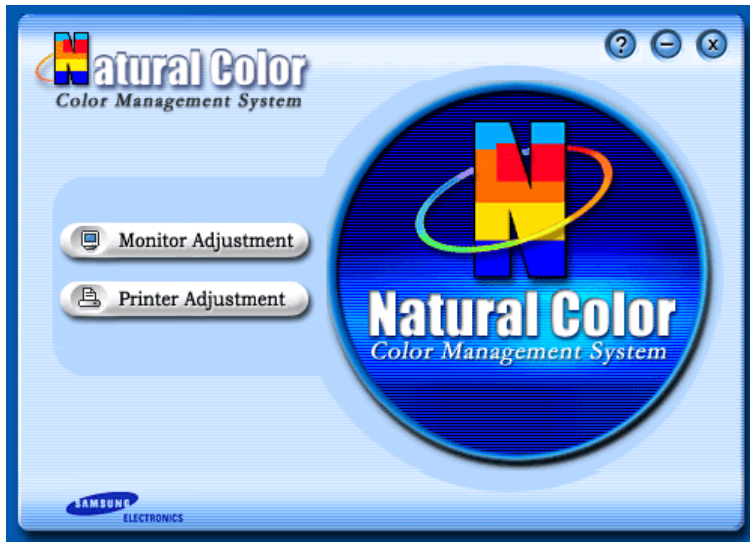 Natural Color
Color Management System
?
x
Monitor Adjustment
Printer Adjustment
N
Natural Color
Color Management System
SAMSUNG
ELECTRONICS